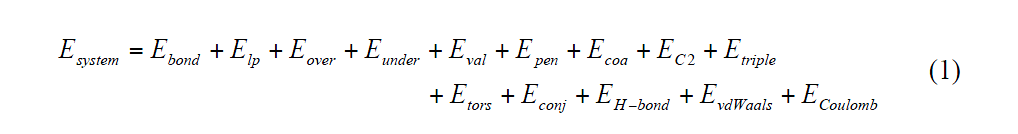 E_system = E_bond + E_lp + E_over + E_under + E_val + E_pen + E_coa + E_C2 + E_triple
+ E_tors + E_conj + E_H−bond + E_vdWaals + E_Coulomb (1)